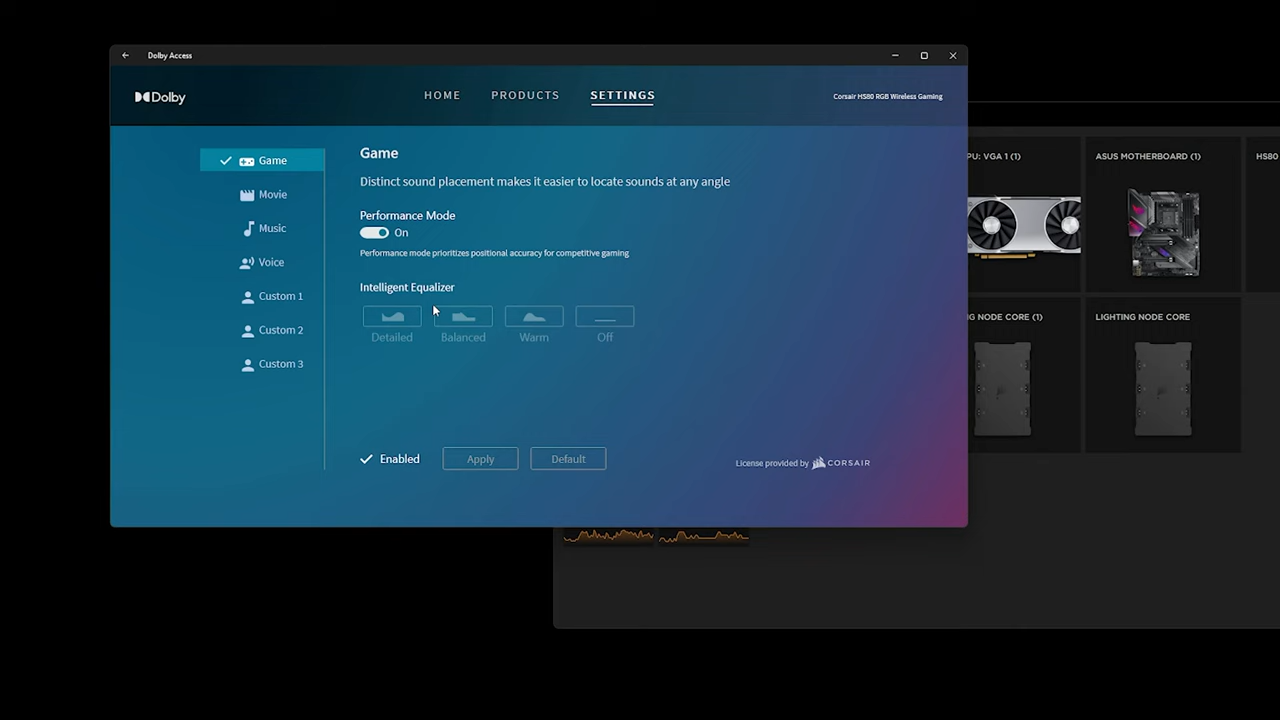 Dolby Access
Dolby
HOME
PRODUCTS
SETTINGS
Corsair HS80 RGB Wireless Gaming
Game
Movie
Music
Voice
Custom 1
Custom 2
Custom 3
Game
Distinct sound placement makes it easier to locate sounds at any angle
Performance Mode
On
Performance mode prioritizes positional accuracy for competitive gaming
Intelligent Equalizer
Detailed
Balanced
Warm
Off
Enabled
Apply
Default
License provided by CORSAIR
PU: VGA 1 (1)
ASUS MOTHERBOARD (1)
HS80
G NODE CORE (1)
LIGHTING NODE CORE